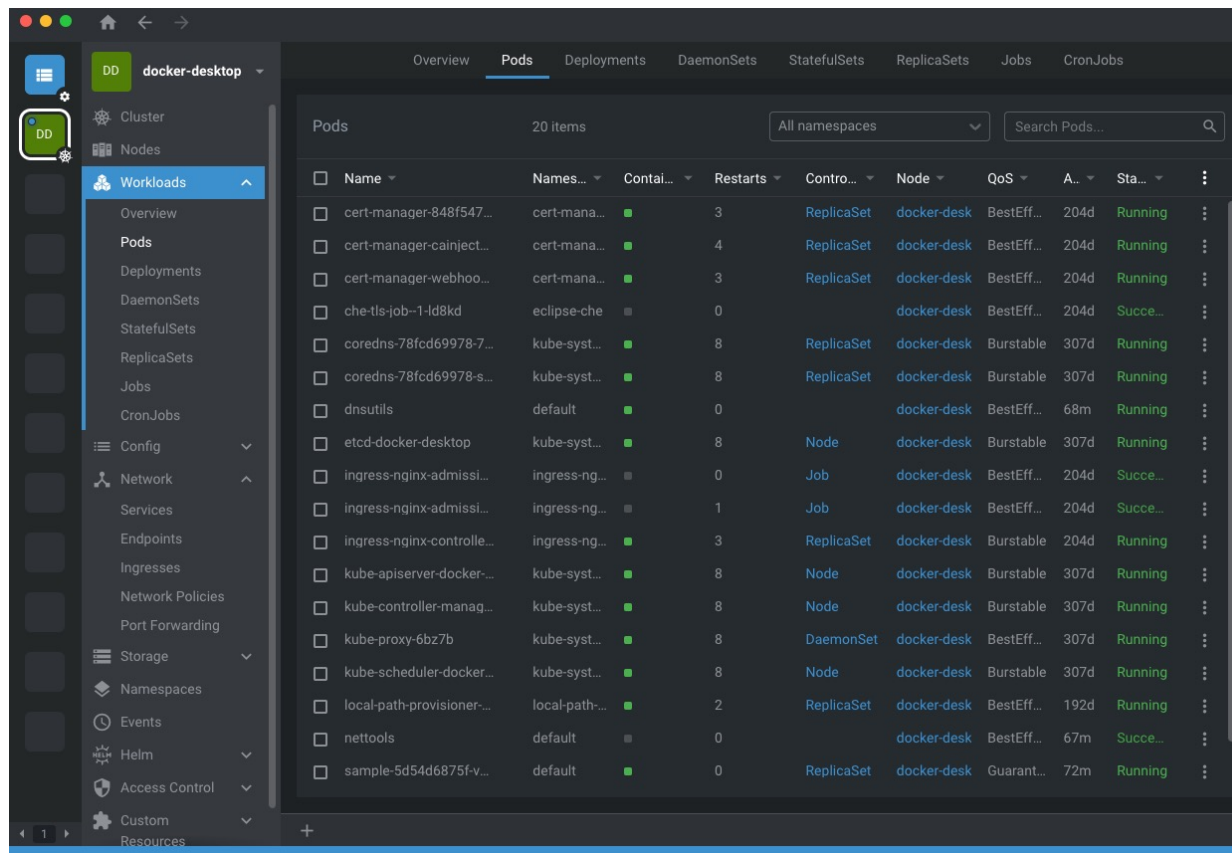 DD docker-desktop
DD
Cluster
Nodes
Workloads
Overview
Pods
Deployments
DaemonSets
StatefulSets
ReplicaSets
Jobs
CronJobs
Config
Network
Services
Endpoints
Ingresses
Network Policies
Port Forwarding
Storage
Namespaces
Events
HELM Helm
Access Control
Custom
Resources
1
Overview Pods Deployments DaemonSets StatefulSets ReplicaSets Jobs CronJobs
Pods 20 items All namespaces Search Pods...
Name Names... Contai... Restarts Contro... Node QoS A.. Sta...
cert-manager-848f547... cert-mana... 3 ReplicaSet docker-desk BestEff... 204d Running
cert-manager-cainject... cert-mana... 4 ReplicaSet docker-desk BestEff... 204d Running
cert-manager-webhoo... cert-mana... 3 ReplicaSet docker-desk BestEff... 204d Running
che-tls-job--1-ld8kd eclipse-che 0 docker-desk BestEff... 204d Succe...
coredns-78fcd69978-7... kube-syst... 8 ReplicaSet docker-desk Burstable 307d Running
coredns-78fcd69978-s... kube-syst... 8 ReplicaSet docker-desk Burstable 307d Running
dnsutils default 0 docker-desk BestEff... 68m Running
etcd-docker-desktop kube-syst... 8 Node docker-desk Burstable 307d Running
ingress-nginx-admissi... ingress-ng... 0 Job docker-desk BestEff... 204d Succe...
ingress-nginx-admissi... ingress-ng... 1 Job docker-desk BestEff... 204d Succe...
ingress-nginx-controlle... ingress-ng... 3 ReplicaSet docker-desk Burstable 204d Running
kube-apiserver-docker-... kube-syst... 8 Node docker-desk Burstable 307d Running
kube-controller-manag... kube-syst... 8 Node docker-desk Burstable 307d Running
kube-proxy-6bz7b kube-syst... 8 DaemonSet docker-desk BestEff... 307d Running
kube-scheduler-docker... kube-syst... 8 Node docker-desk Burstable 307d Running
local-path-provisioner-... local-path-... 2 ReplicaSet docker-desk BestEff... 192d Running
nettools default 0 docker-desk BestEff... 67m Succe...
sample-5d54d6875f-v... default 0 ReplicaSet docker-desk Guarant... 72m Running